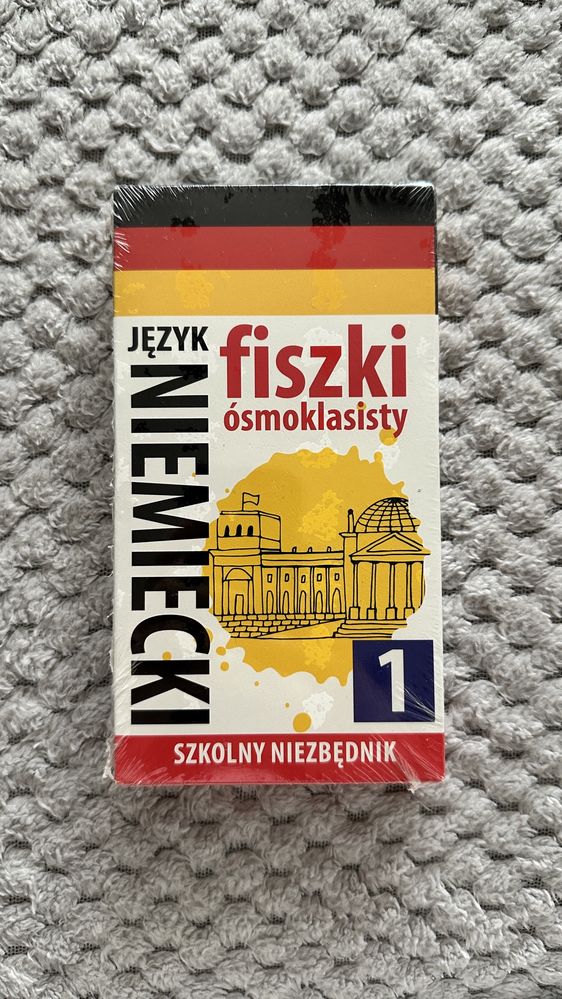 JĘZYK
NIEMIECKI
fiszki
ósmoklasisty
1
SZKOLNY NIEZBĘDNIK